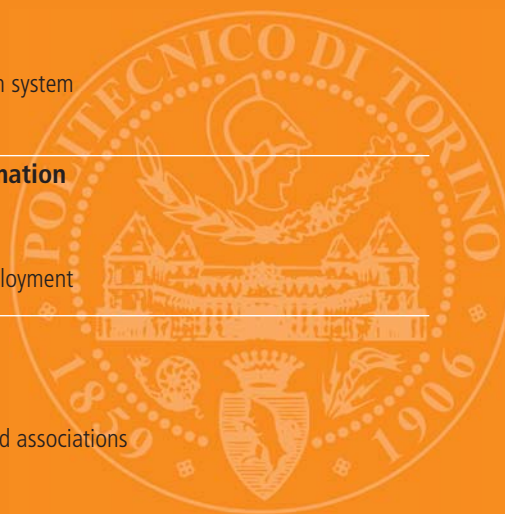 POLITECNICO DI TORINO
n system
nation
loyment
d associations
1859
1906